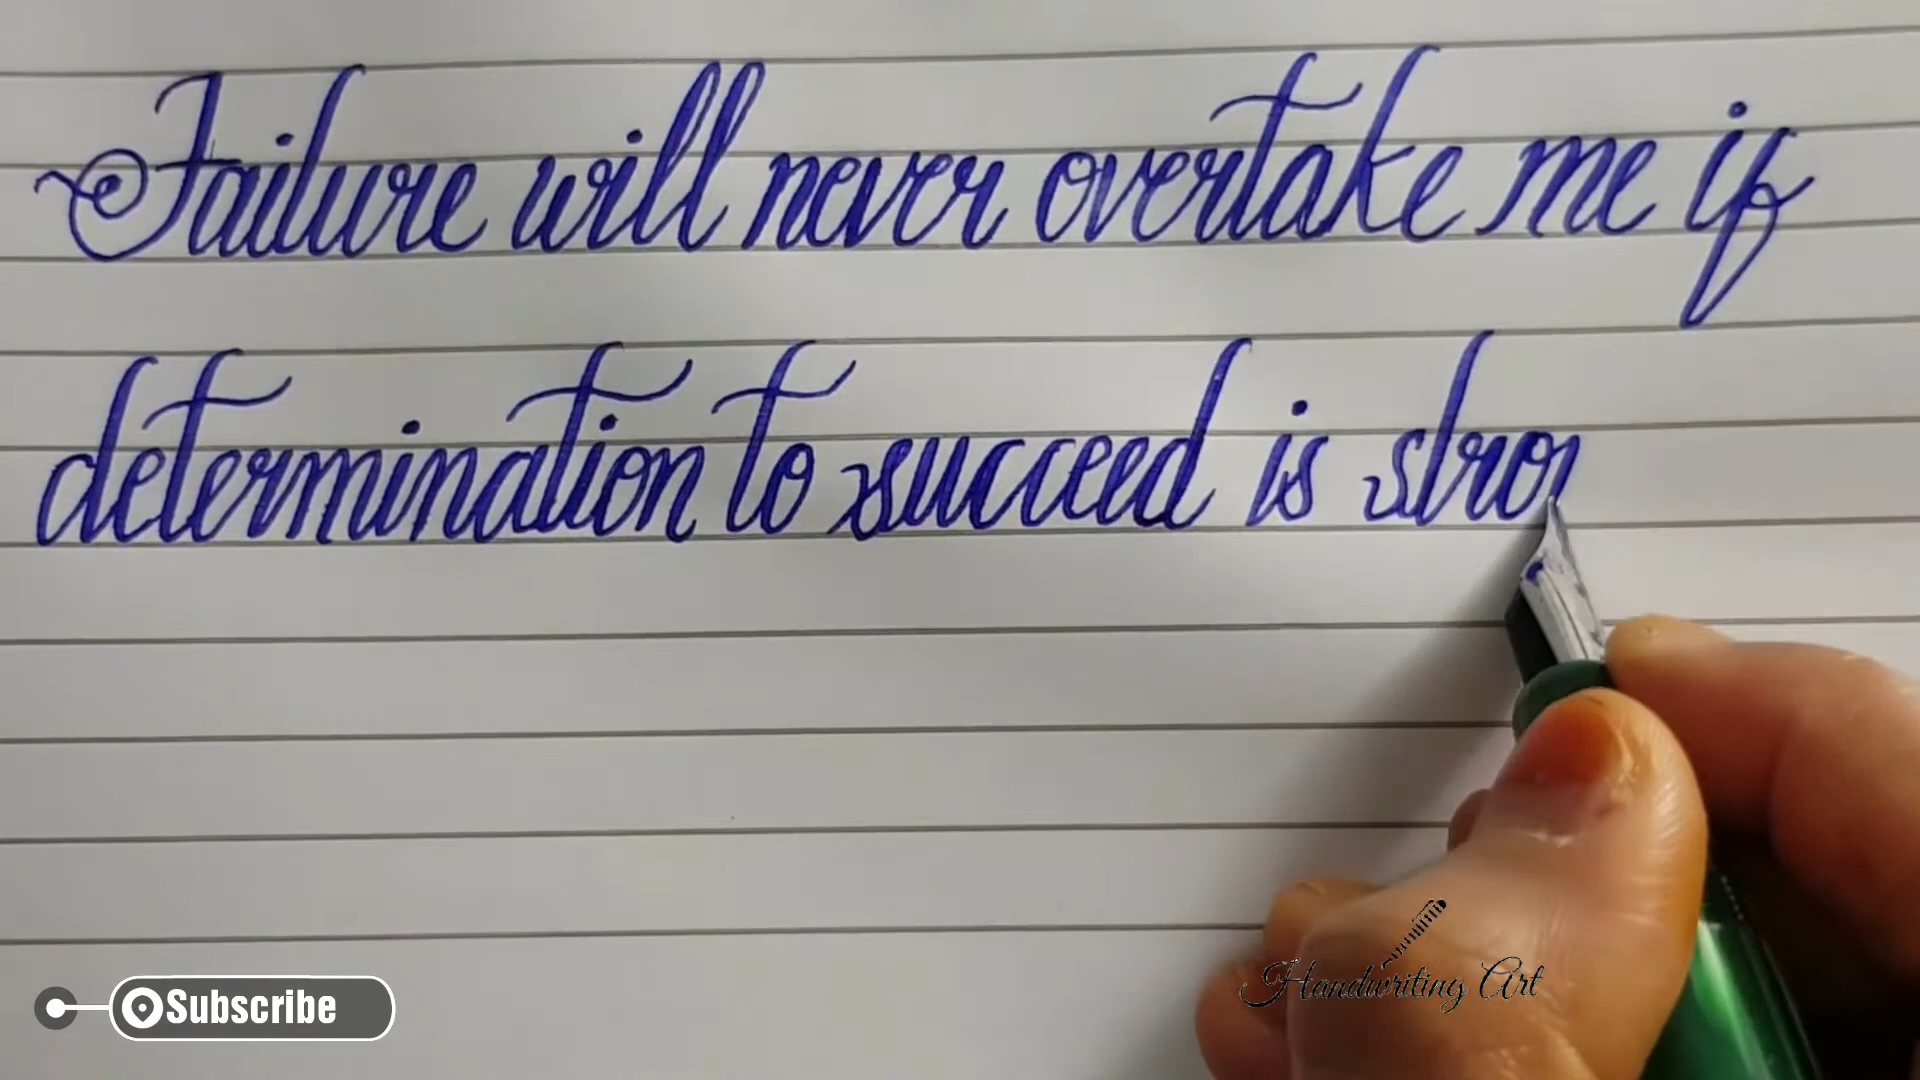 Failure will never overtake me if
determination to succeed is stro
Subscribe
Handwriting Art